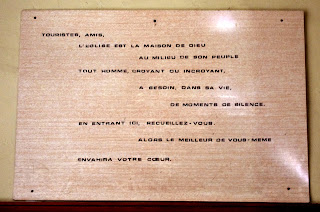 TOURISTES, AMIS,
L'EGLISE EST LA MAISON DE DIEU
AU MILIEU DE SON PEUPLE
TOUT HOMME, CROYANT OU INCROYANT,
A BESOIN, DANS SA VIE,
DE MOMENTS DE SILENCE.
EN ENTRANT ICI, RECUEILLEZ-VOUS.
ALORS LE MEILLEUR DE VOUS-MEME
ENVAHIRA VOTRE CŒUR.